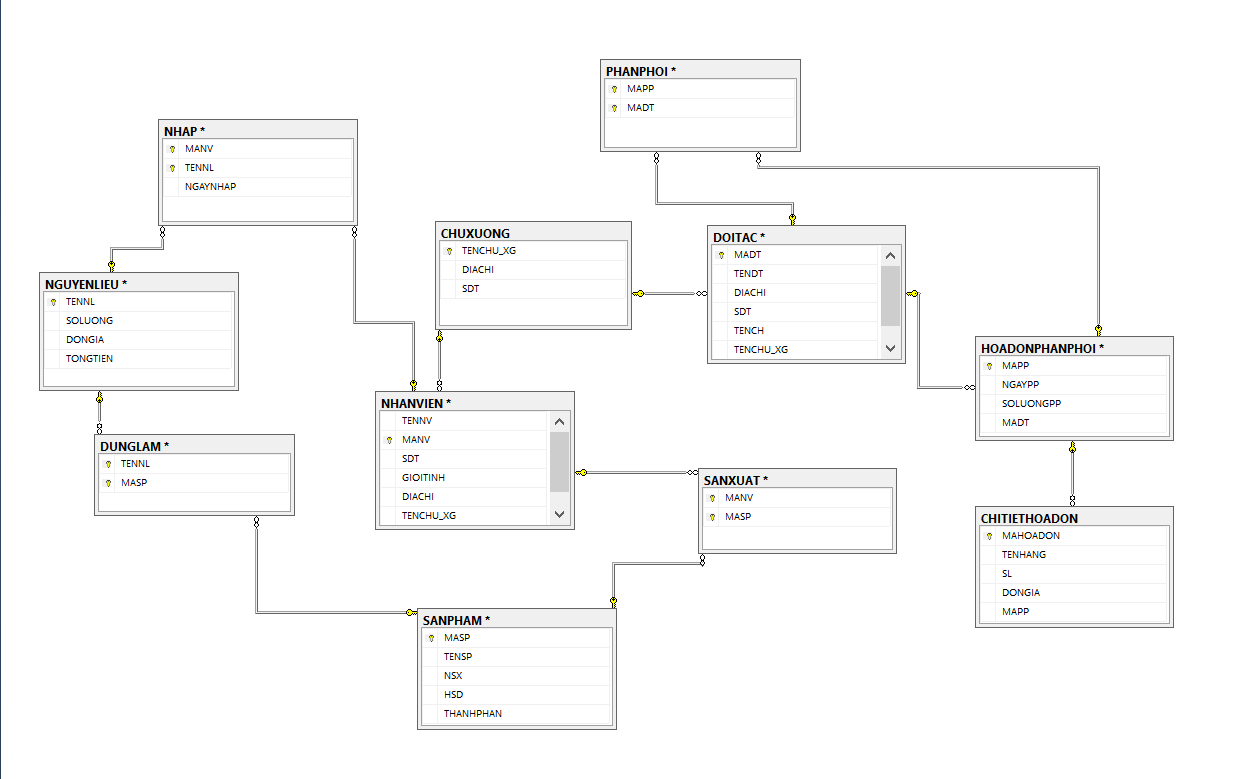 PHANPHOI *
MAPP
MADT
NHAP *
MANV
TENNL
NGAYNHAP
CHUXUONG
TENCHU_XG
DIACHI
SDT
DOITAC *
MADT
TENDT
DIACHI
SDT
TENCH
TENCHU_XG
NGUYENLIEU *
TENNL
SOLUONG
DONGIA
TONGTIEN
HOADONPHANPHOI *
MAPP
NGAYPP
SOLUONGPP
MADT
NHANVIEN *
TENNV
MANV
SDT
GIOITINH
DIACHI
TENCHU_XG
DUNGLAM *
TENNL
MASP
SANXUAT *
MANV
MASP
CHITIETHOADON
MAHOADON
TENHANG
SL
DONGIA
MAPP
SANPHAM *
MASP
TENSP
NSX
HSD
THANHPHAN